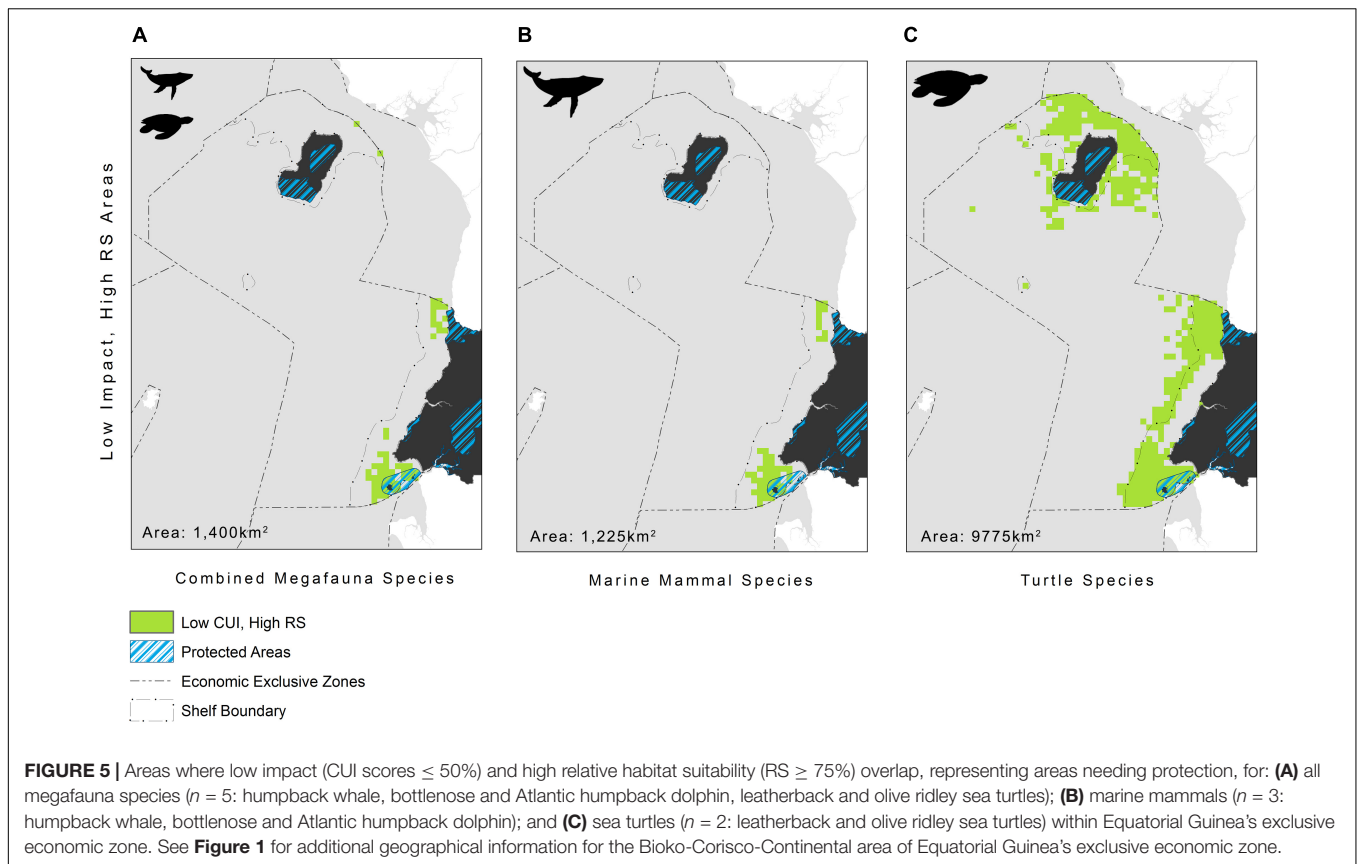 A
B
C
Low Impact, High RS Areas
Area: 1,400km²
Area: 1,225km²
Area: 9775km²
Combined Megafauna Species
Marine Mammal Species
Turtle Species
Low CUI, High RS
Protected Areas
Economic Exclusive Zones
Shelf Boundary
FIGURE 5 | Areas where low impact (CUI scores ≤ 50%) and high relative habitat suitability (RS ≥ 75%) overlap, representing areas needing protection, for: (A) all
megafauna species (n = 5: humpback whale, bottlenose and Atlantic humpback dolphin, leatherback and olive ridley sea turtles); (B) marine mammals (n = 3:
humpback whale, bottlenose and Atlantic humpback dolphin); and (C) sea turtles (n = 2: leatherback and olive ridley sea turtles) within Equatorial Guinea's exclusive
economic zone. See Figure 1 for additional geographical information for the Bioko-Corisco-Continental area of Equatorial Guinea's exclusive economic zone.